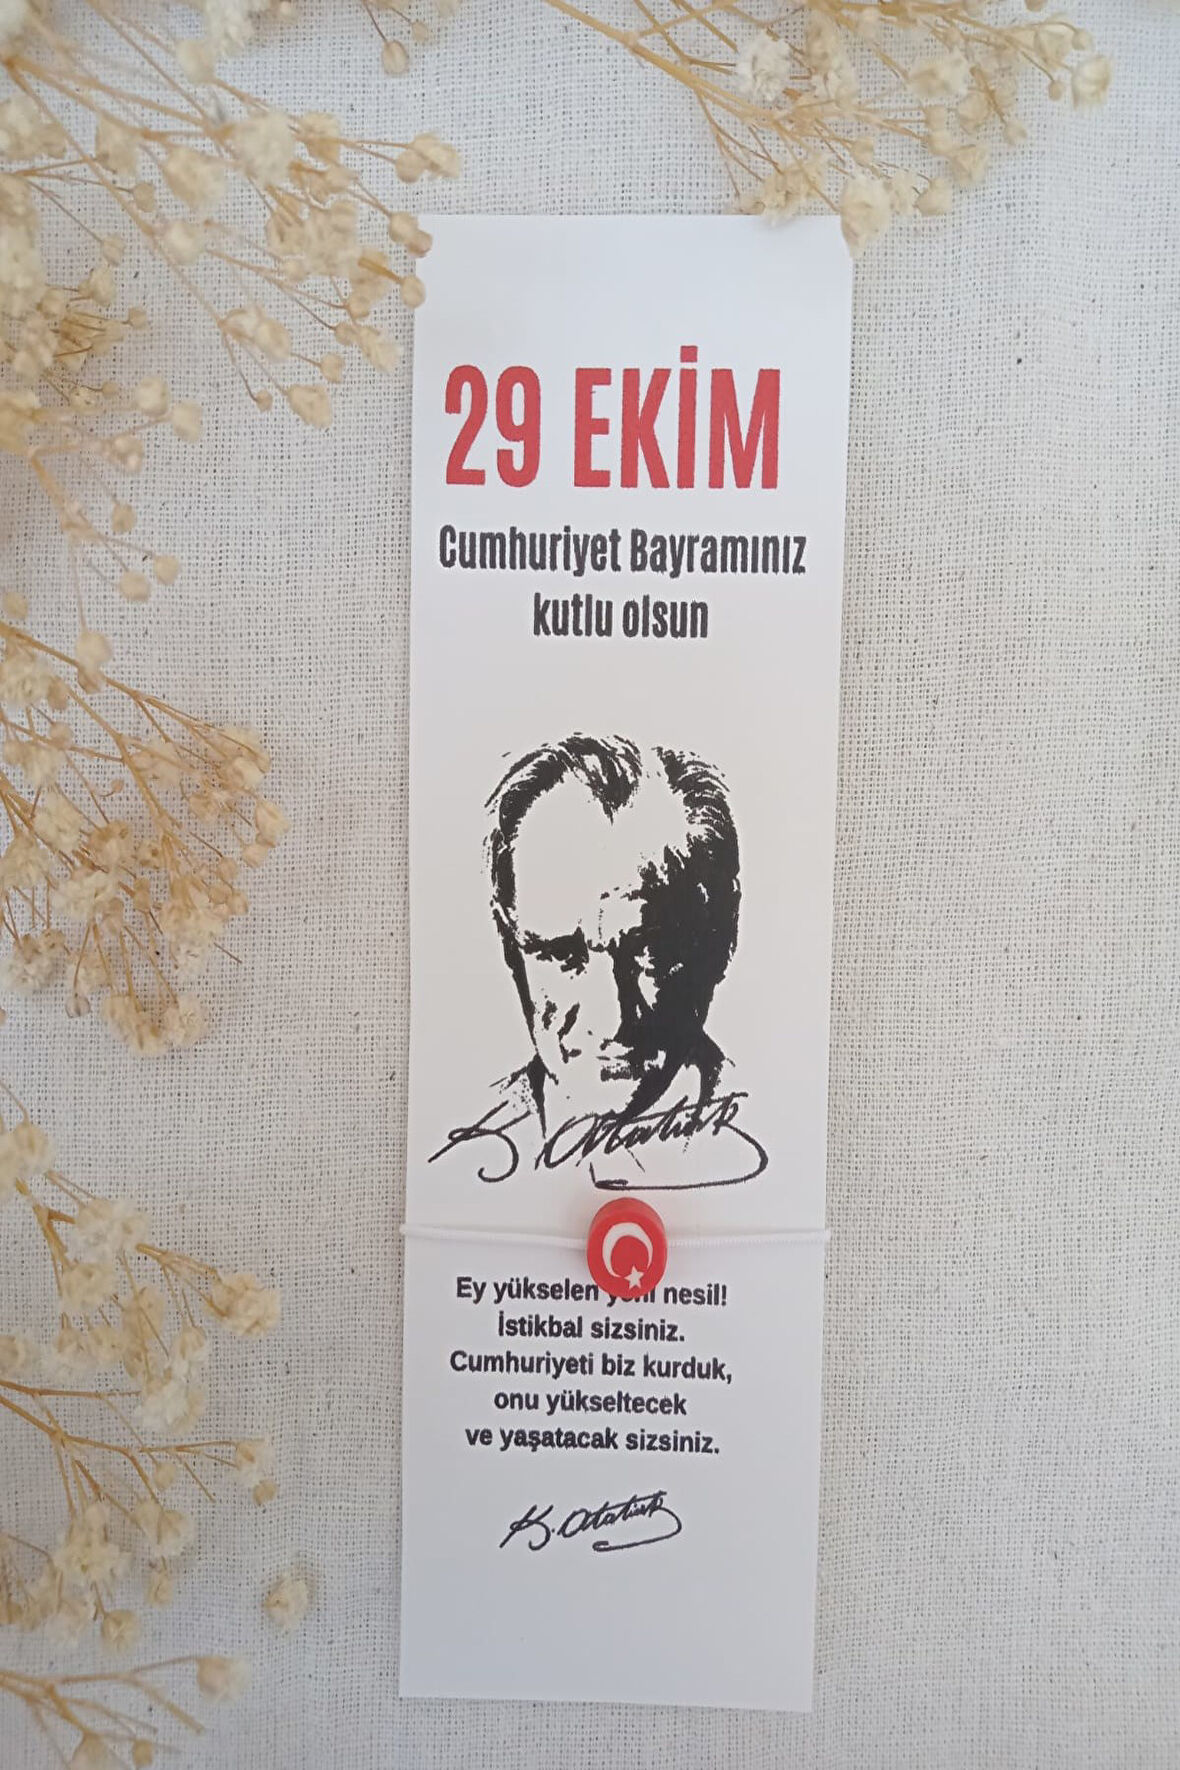 29 EKİM
Cumhuriyet Bayramınız
kutlu olsun
K. Atatürk
Ey yükselen yeni nesil!
İstikbal sizsiniz.
Cumhuriyeti biz kurduk,
onu yükseltecek
ve yaşatacak sizsiniz.
K. Atatürk